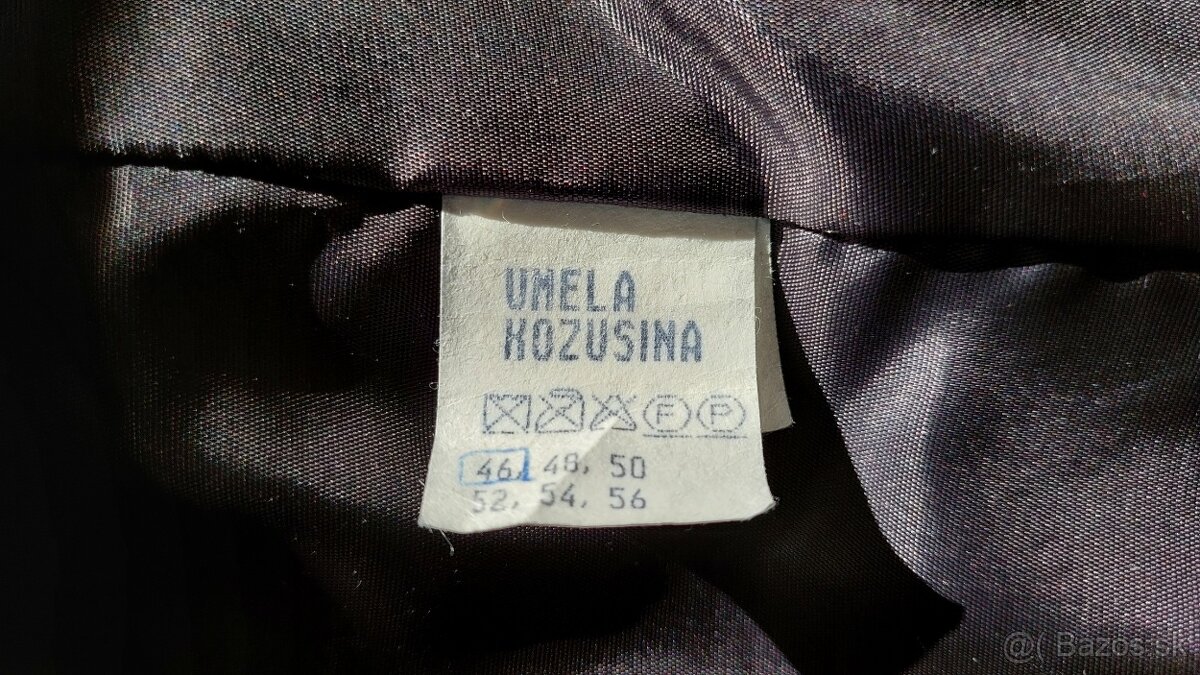 UMELA
KOZUSINA
F P
46, 48, 50
52, 54, 56
@( Bazos.sk